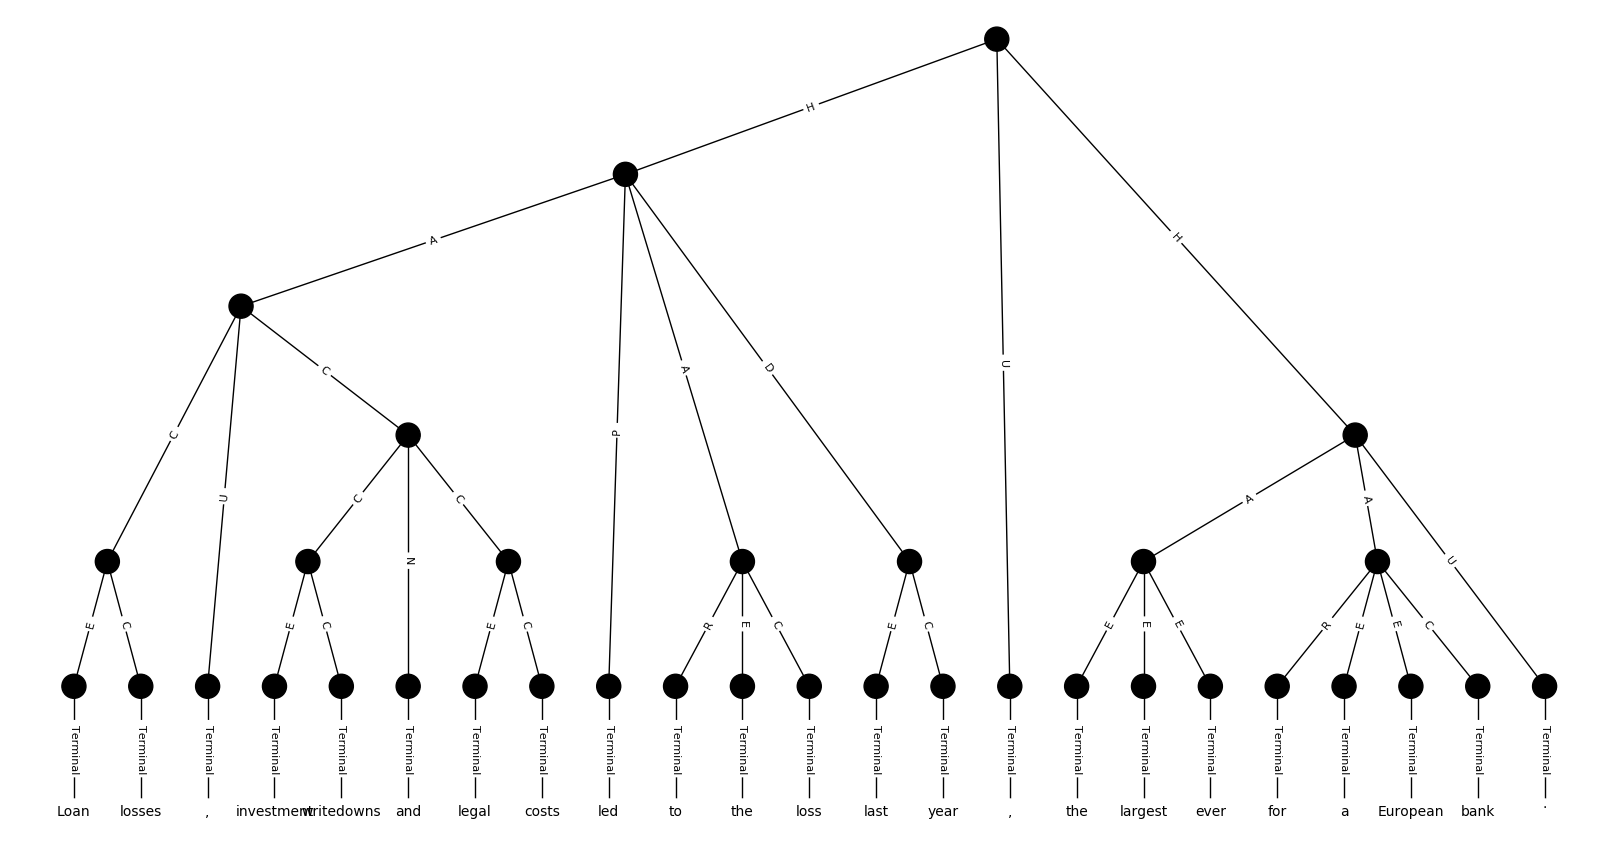 H
H
A
U
C
C
P
A
D
C
U
C
N
C
A
A
U
E
C
E
C
E
C
R
E
C
E
C
E
E
E
R
E
E
C
Terminal Terminal Terminal Terminal Terminal Terminal Terminal Terminal Terminal Terminal Terminal Terminal Terminal Terminal Terminal Terminal Terminal Terminal Terminal Terminal Terminal Terminal Terminal
Loan losses , investment writedowns and legal costs led to the loss last year , the largest ever for a European bank .